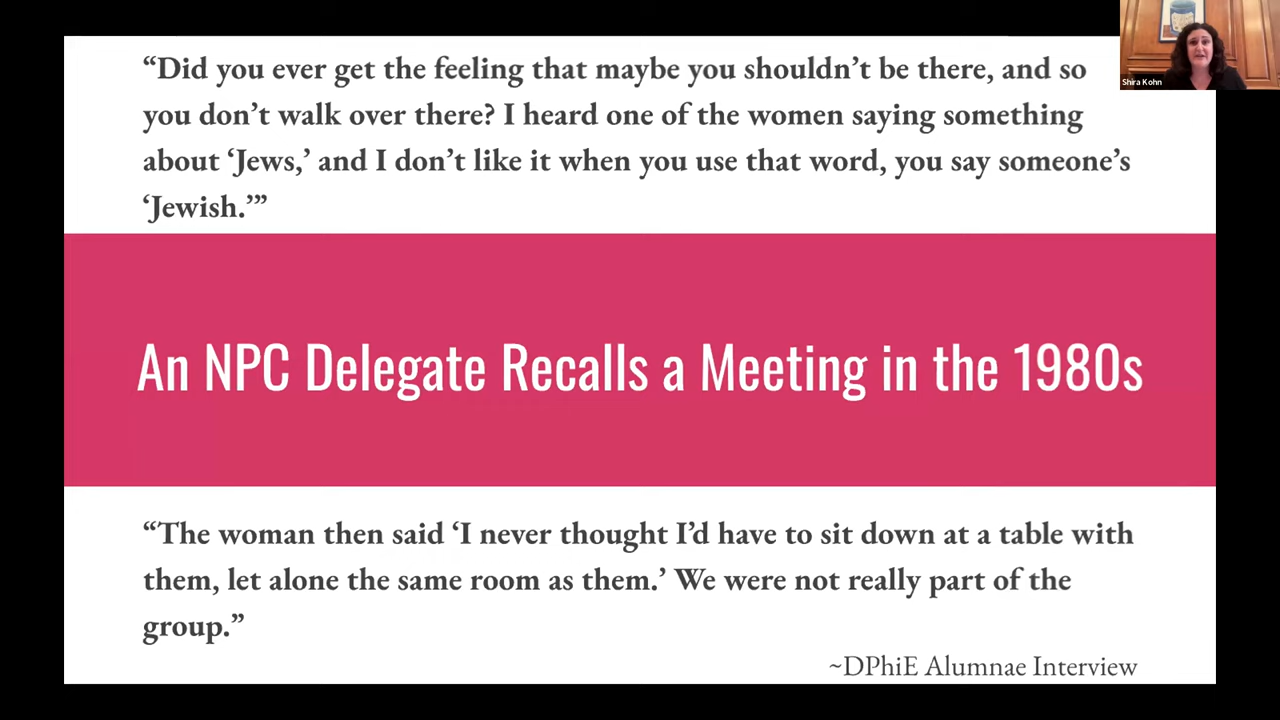 “Did you ever get the feeling that maybe you shouldn’t be there, and so
you don’t walk over there? I heard one of the women saying something
about ‘Jews,’ and I don’t like it when you use that word, you say someone’s
‘Jewish.’”
Shira Kohn
An NPC Delegate Recalls a Meeting in the 1980s
“The woman then said ‘I never thought I’d have to sit down at a table with
them, let alone the same room as them.’ We were not really part of the
group.”
~DPhiE Alumnae Interview